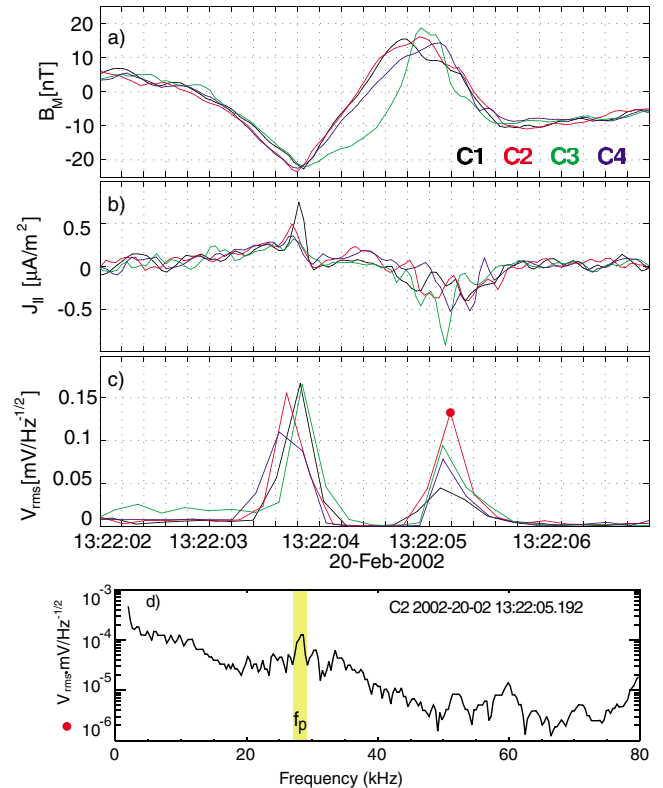 a)
20
10
0
-10
-20
B_M[nT]
C1 C2 C3 C4
b)
0.5
0
-0.5
J_II [µA/m²]
c)
0.15
0.1
0.05
0
V_rms[mV/Hz^-1/2]
13:22:02 13:22:03 13:22:04 13:22:05 13:22:06
20-Feb-2002
d)
C2 2002-20-02 13:22:05.192
10^-3
10^-4
10^-5
10^-6
V_rms·mV/Hz^-1/2
f_p
0 20 40 60 80
Frequency (kHz)